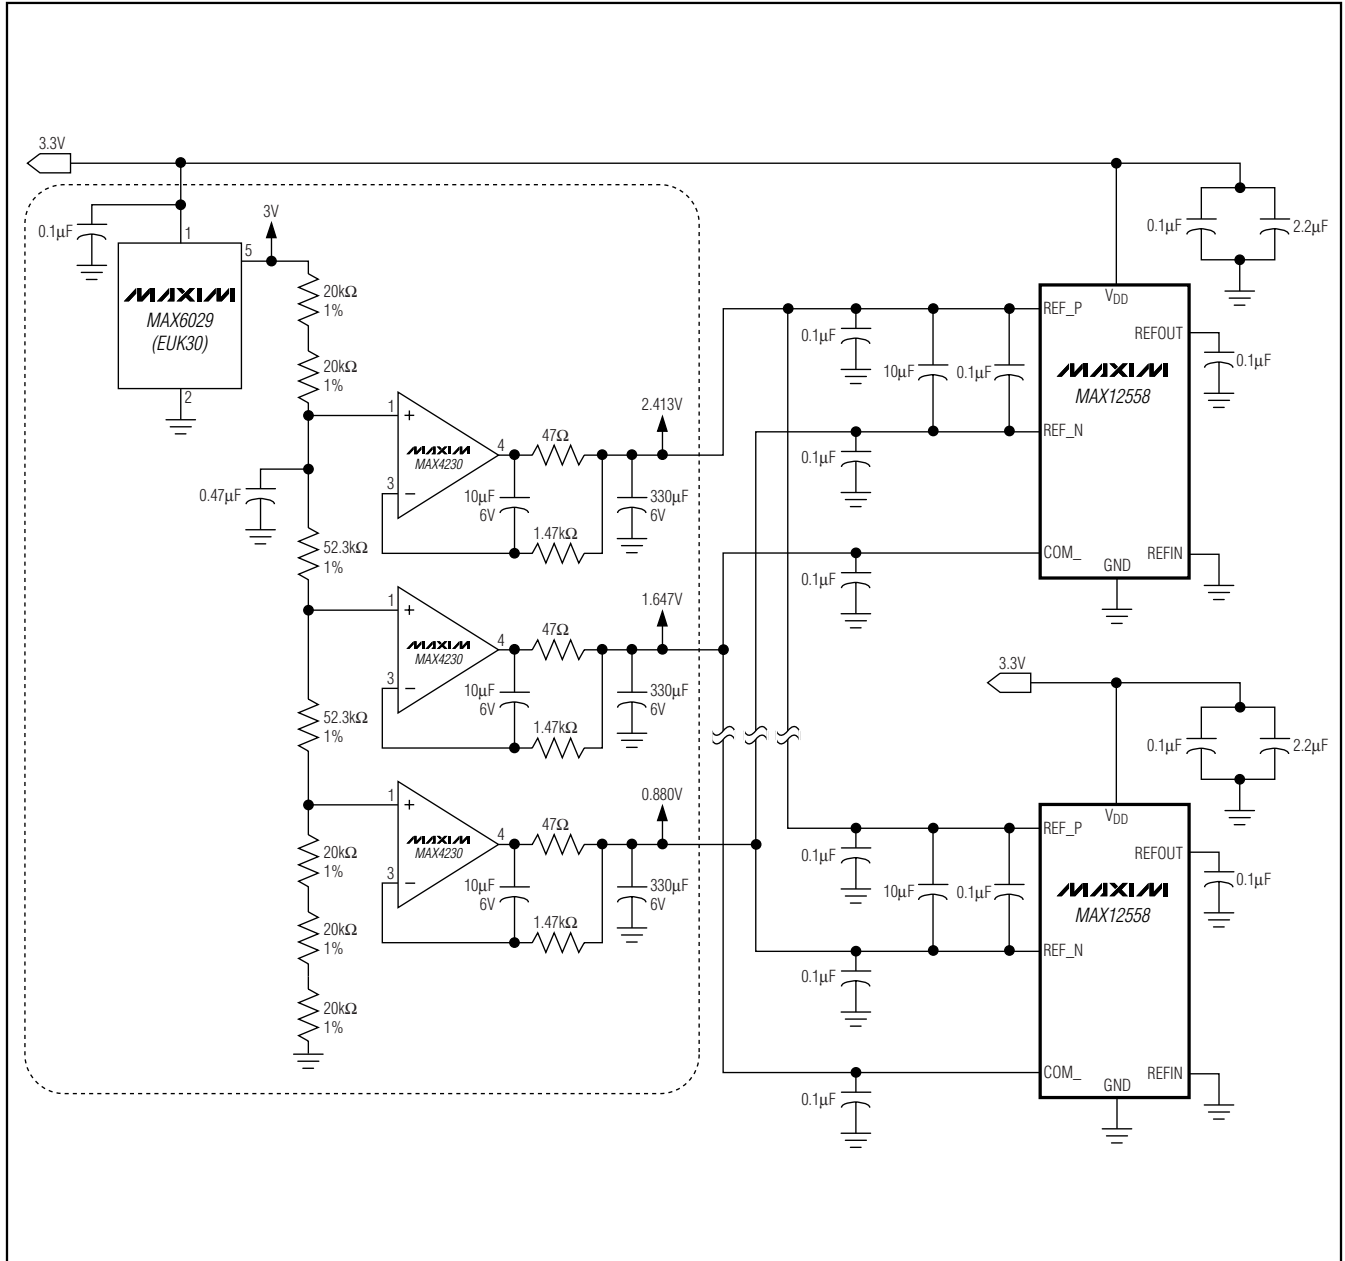 3.3V
0.1μF
1
3V
5
MAXIM
MAX6029
(EUK30)
2
20kΩ
1%
20kΩ
1%
0.47μF
52.3kΩ
1%
52.3kΩ
1%
20kΩ
1%
20kΩ
1%
20kΩ
1%
1
+
3
−
MAXIM
MAX4230
4
47Ω
10μF
6V
1.47kΩ
2.413V
330μF
6V
1
+
3
−
MAXIM
MAX4230
4
47Ω
10μF
6V
1.47kΩ
1.647V
330μF
6V
1
+
3
−
MAXIM
MAX4230
4
47Ω
10μF
6V
1.47kΩ
0.880V
330μF
6V
0.1μF
2.2μF
0.1μF
10μF
0.1μF
0.1μF
0.1μF
VDD
REF_P
REFOUT
MAXIM
MAX12558
REF_N
COM_
REFIN
GND
0.1μF
3.3V
0.1μF
2.2μF
0.1μF
10μF
0.1μF
0.1μF
0.1μF
VDD
REF_P
REFOUT
MAXIM
MAX12558
REF_N
COM_
REFIN
GND
0.1μF